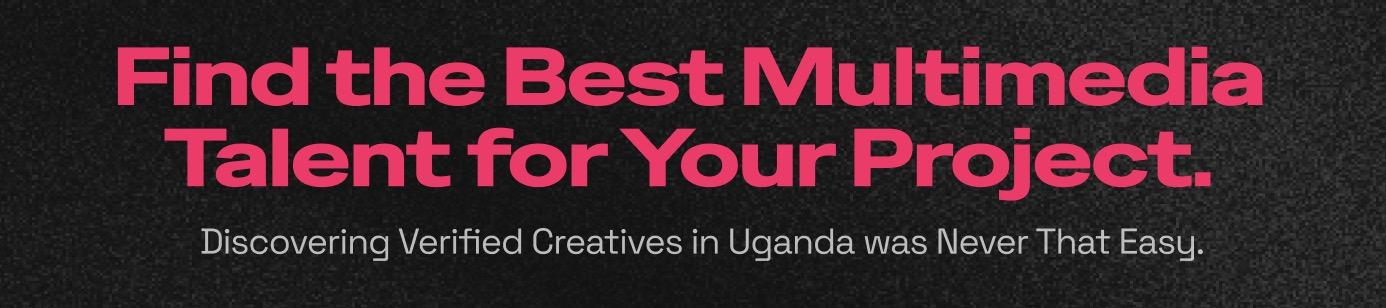 Find the Best Multimedia
Talent for Your Project.
Discovering Verified Creatives in Uganda was Never That Easy.